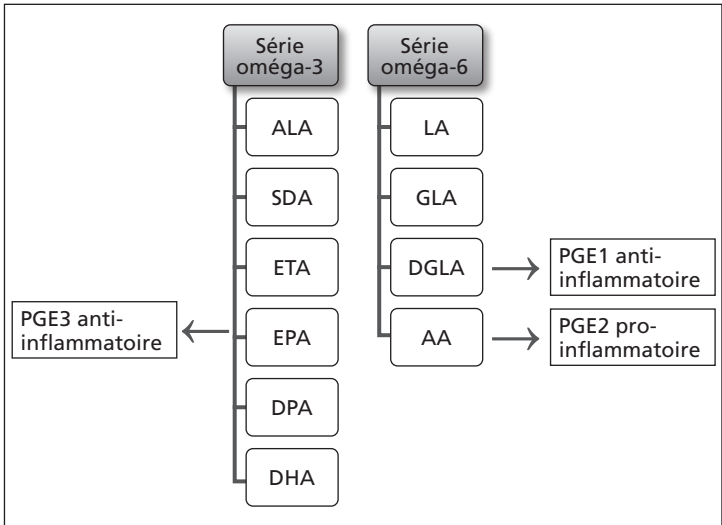 Série
oméga-3
Série
oméga-6
ALA
LA
SDA
GLA
ETA
DGLA
PGE1 anti-
inflammatoire
PGE3 anti-
inflammatoire
EPA
AA
PGE2 pro-
inflammatoire
DPA
DHA